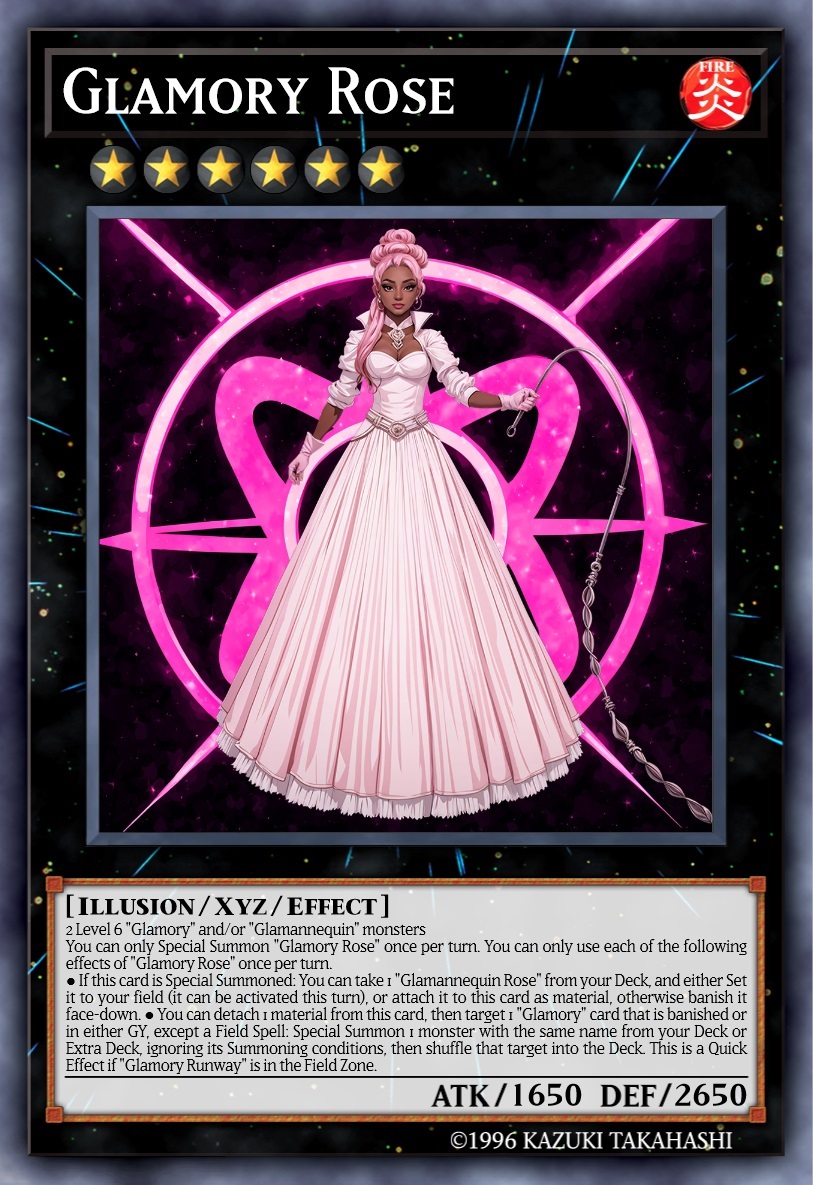 GLAMORY ROSE
FIRE
炎
[ILLUSION/XYZ/EFFECT]
2 Level 6 "Glamory" and/or "Glamannequin" monsters
You can only Special Summon "Glamory Rose" once per turn. You can only use each of the following
effects of "Glamory Rose" once per turn.
● If this card is Special Summoned: You can take 1 "Glamannequin Rose" from your Deck, and either Set
it to your field (it can be activated this turn), or attach it to this card as material, otherwise banish it
face-down. ● You can detach 1 material from this card, then target 1 "Glamory" card that is banished or
in either GY, except a Field Spell: Special Summon 1 monster with the same name from your Deck or
Extra Deck, ignoring its Summoning conditions, then shuffle that target into the Deck. This is a Quick
Effect if "Glamory Runway" is in the Field Zone.
ATK/1650 DEF/2650
©1996 KAZUKI TAKAHASHI